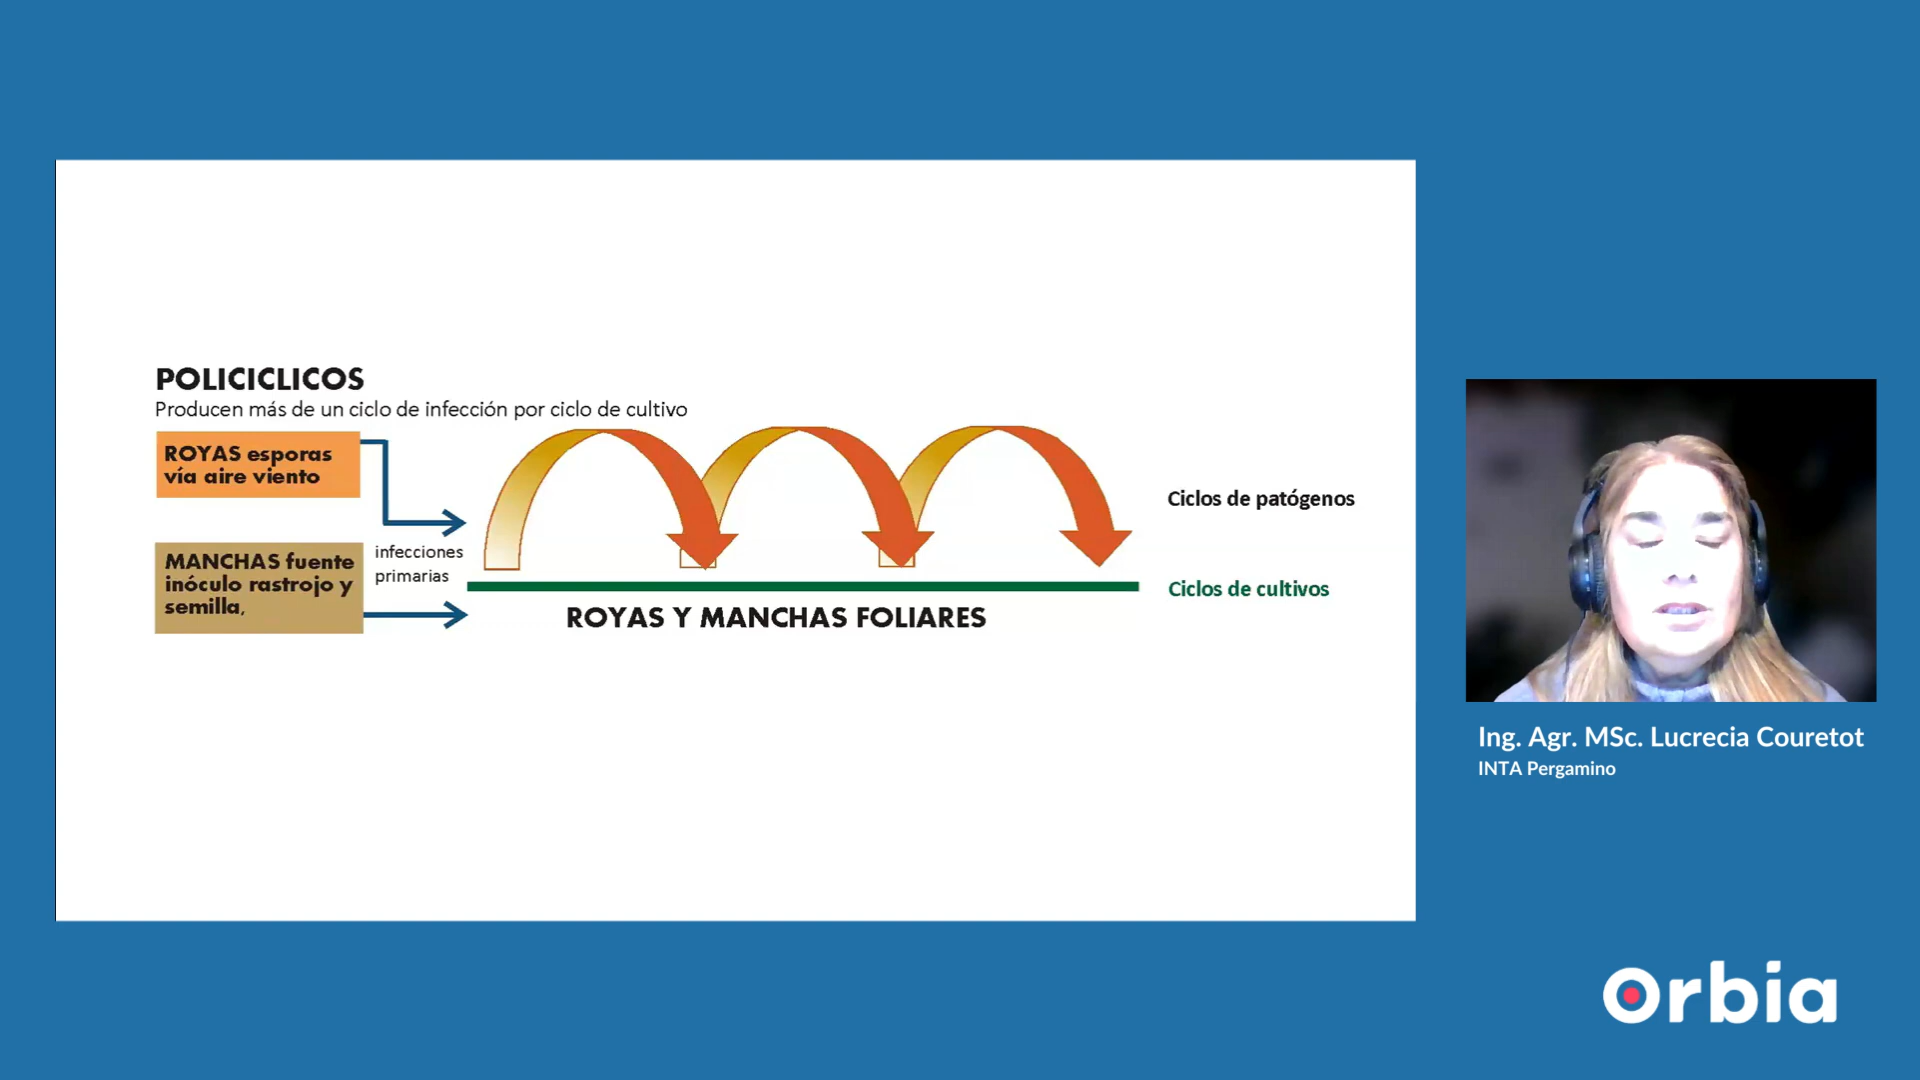 POLICICLICOS
Producen más de un ciclo de infección por ciclo de cultivo
ROYAS esporas
vía aire viento
MANCHAS fuente
inóculo rastrojo y
semilla,
infecciones
primarias
Ciclos de patógenos
Ciclos de cultivos
ROYAS Y MANCHAS FOLIARES
Ing. Agr. MSc. Lucrecia Couretot
INTA Pergamino
Orbia